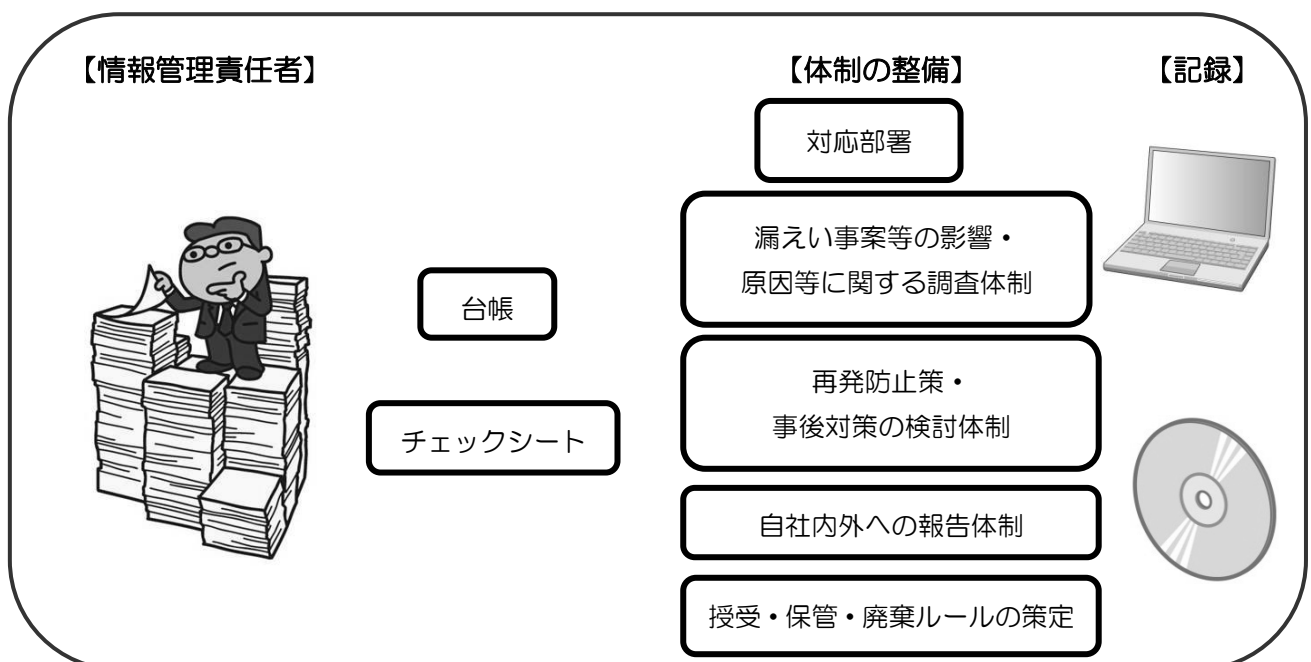 【情報管理責任者】
【体制の整備】
【記録】
対応部署
漏えい事案等の影響・
原因等に関する調査体制
台帳
再発防止策・
事後対策の検討体制
チェックシート
自社内外への報告体制
授受・保管・廃棄ルールの策定